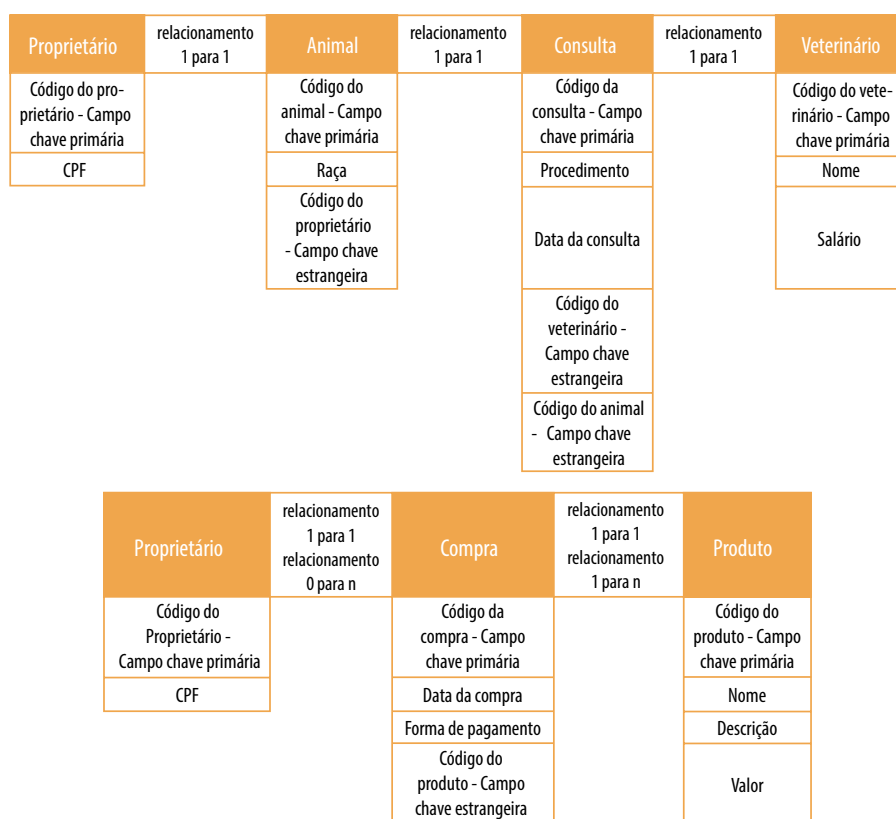 Proprietário
relacionamento
1 para 1
Animal
relacionamento
1 para 1
Consulta
relacionamento
1 para 1
Veterinário
Código do pro-
prietário - Campo
chave primária
CPF
Código do
animal - Campo
chave primária
Raça
Código do
proprietário
- Campo chave
estrangeira
Código da
consulta - Campo
chave primária
Procedimento
Data da consulta
Código do
veterinário -
Campo chave
estrangeira
Código do animal
- Campo chave
estrangeira
Código do vete-
rinário - Campo
chave primária
Nome
Salário
Proprietário
relacionamento
1 para 1
relacionamento
0 para n
Compra
relacionamento
1 para 1
relacionamento
1 para n
Produto
Código do
Proprietário -
Campo chave primária
CPF
Código da
compra - Campo
chave primária
Data da compra
Forma de pagamento
Código do
produto - Campo
chave estrangeira
Código do
produto - Campo
chave primária
Nome
Descrição
Valor